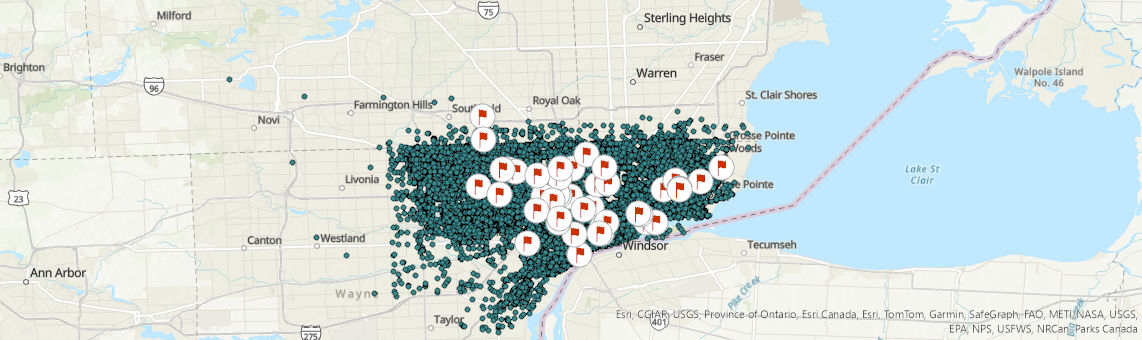 Milford
75
Sterling Heights
Brighton
96
Fraser
Warren
Walpole Island
No. 46
Farmington Hills
Royal Oak
St. Clair Shores
Novi
Grosse Pointe
Woods
Lake St
Clair
Livonia
Pointe
23
Canton
Westland
Windsor
Tecumseh
Ann Arbor
Wayn
Pike Creek
Taylor
275
401
Esri, CGIAR, USGS, Province of Ontario, Esri Canada, Esri, TomTom, Garmin, SafeGraph, FAO, METI/NASA, USGS,
EPA, NPS, USFWS, NRCan, Parks Canada